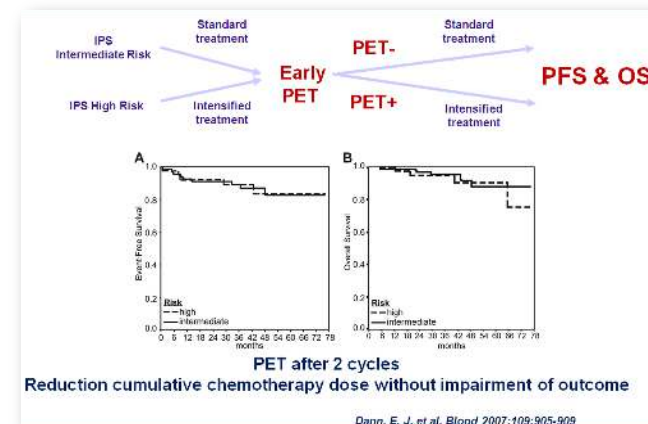 IPS
Intermediate Risk
Standard
treatment
Early
PET
PET-
Standard
treatment
PFS & OS
IPS High Risk
Intensified
treatment
PET+
Intensified
treatment
A
Event Free Survival
1.0
0.8
0.6
0.4
0.2
0.0
Risk
high
intermediate
0 6 12 18 24 30 36 42 48 54 60 66 72 78
months
B
Overall Survival
1.0
0.8
0.6
0.4
0.2
0.0
Risk
high
intermediate
0 6 12 18 24 30 36 42 48 54 60 66 72 78
months
PET after 2 cycles
Reduction cumulative chemotherapy dose without impairment of outcome
Dann, E. J. et al. Blood 2007;109:905-909